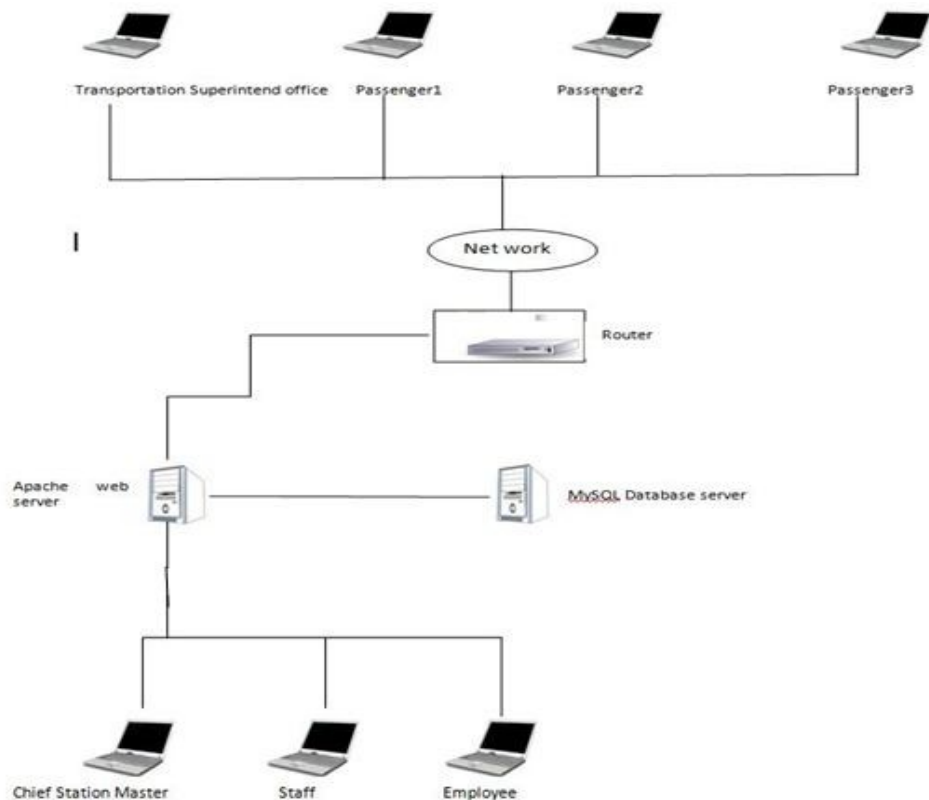 Transportation Superintend office
Passenger1
Passenger2
Passenger3
Net work
Router
Apache web
server
MySQL Database server
Chief Station Master
Staff
Employee